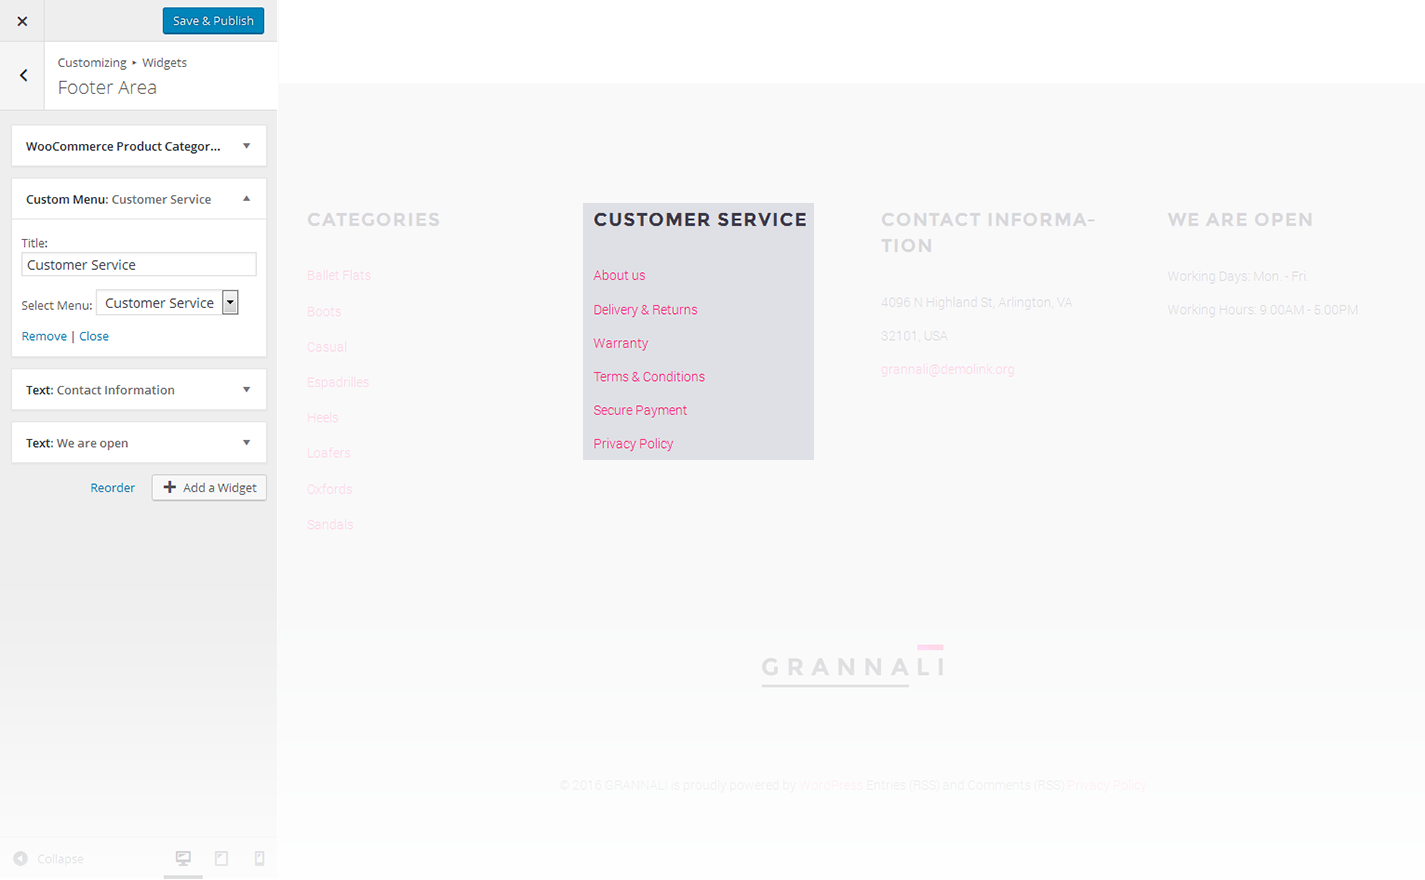 Save & Publish
Customizing ▸ Widgets
Footer Area
WooCommerce Product Categor...
Custom Menu: Customer Service
Title:
Customer Service
Select Menu: Customer Service
Remove | Close
Text: Contact Information
Text: We are open
Reorder
Add a Widget
Collapse
CATEGORIES
Ballet Flats
Boots
Casual
Espadrilles
Heels
Loafers
Oxfords
Sandals
CUSTOMER SERVICE
About us
Delivery & Returns
Warranty
Terms & Conditions
Secure Payment
Privacy Policy
CONTACT INFORMA-
TION
4096 N Highland St, Arlington, VA
32101, USA
grannali@demolink.org
WE ARE OPEN
Working Days: Mon. - Fri.
Working Hours: 9.00AM - 5.00PM
GRANNALI
© 2016 GRANNALI is proudly powered by WordPress Entries (RSS) and Comments (RSS) Privacy Policy